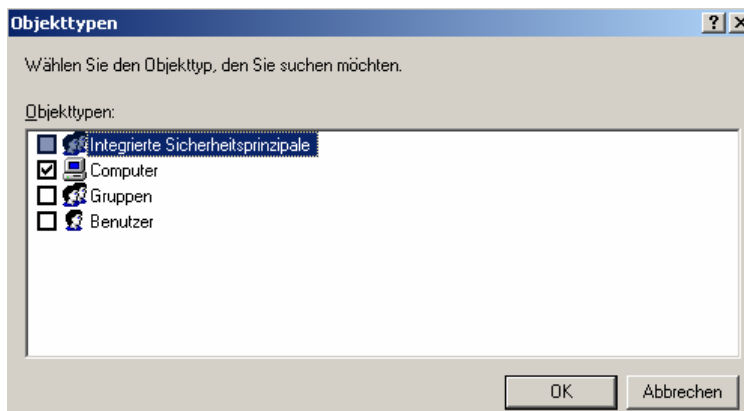 Objekttypen
Wählen Sie den Objekttyp, den Sie suchen möchten.
Objekttypen:
Integrierte Sicherheitsprinzipale
Computer
Gruppen
Benutzer
OK Abbrechen